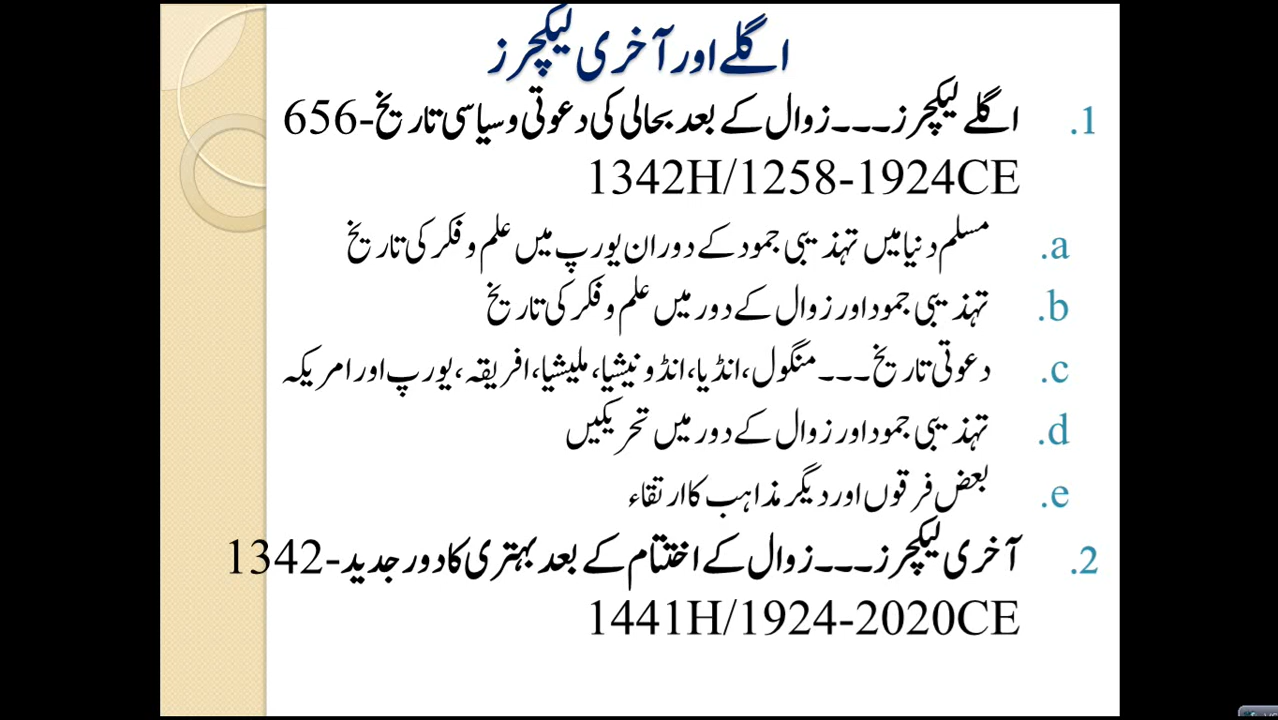 اگلے اور آخری لیکچرز
1. اگلے لیکچرز۔۔۔زوال کے بعد بحالی کی دعوتی و سیاسی تاریخ-656
1342H/1258-1924CE
a. مسلم دنیا میں تہذیبی جمود کے دوران یورپ میں علم و فکر کی تاریخ
b. تہذیبی جمود اور زوال کے دور میں علم و فکر کی تاریخ
c. دعوتی تاریخ۔۔۔منگول، انڈیا، انڈونیشیا، ملیشیا، افریقہ، یورپ اور امریکہ
d. تہذیبی جمود اور زوال کے دور میں تحریکیں
e. بعض فرقوں اور دیگر مذاہب کا ارتقاء
2. آخری لیکچرز۔۔۔زوال کے اختتام کے بعد بہتری کا دور جدید-1342
1441H/1924-2020CE